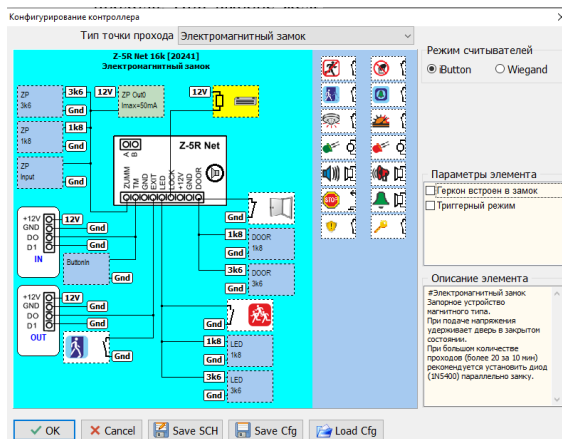 Конфигурирование контроллера
Тип точки прохода Электромагнитный замок
Z-5R Net 16k [20241]
Электромагнитный замок
ZP
3k6
3k6
Gnd
12V
ZP Out0
Imax=50mA
12V
ZP
1k8
1k8
Gnd
ZP
Input
Gnd
A
B
Z-5R Net
ZUMM
TM
GND
EXIT
LED
LOCK
+12V
GND
DOOR
+12V
GND
DO
D1
IN
12V
Gnd
ButtonIn
Gnd
Gnd
1k8
DOOR
1k8
Gnd
3k6
DOOR
3k6
Gnd
+12V
GND
DO
D1
OUT
12V
Gnd
Gnd
Gnd
1k8
LED
1k8
Gnd
3k6
LED
3k6
Gnd
STOP
Режим считывателей
iButton
Wiegand
Параметры элемента
Геркон встроен в замок
Триггерный режим
Описание элемента
#Электромагнитный замок
Запорное устройство
магнитного типа.
При подаче напряжения
удерживает дверь в закрытом
состоянии.
При большом количестве
проходов (более 20 за 10 мин)
рекомендуется установить диод
(1N5400) параллельно замку.
OK
Cancel
Save SCH
Save Cfg
Load Cfg